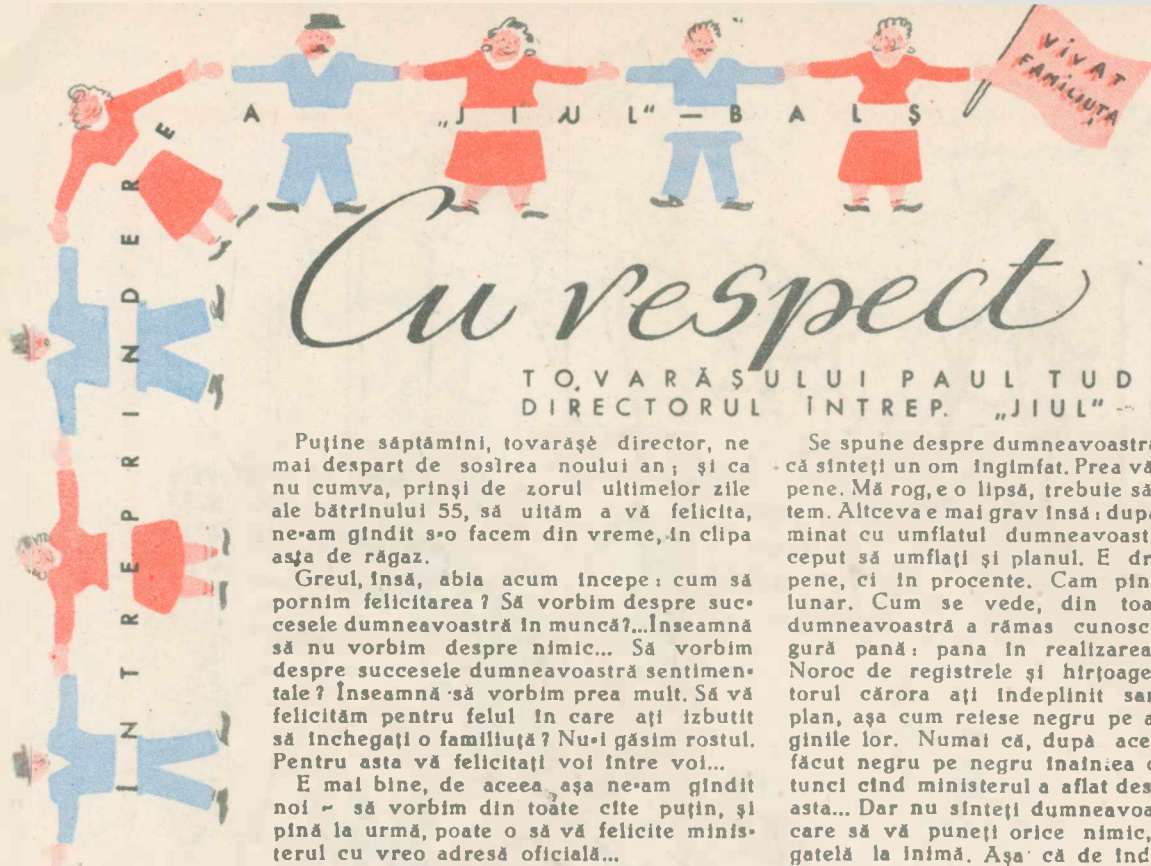 ÎNTREPRINDEREA „JIUL“ — BALȘ
VIVAT
FAMILIUȚA
Cu respect
TOVARĂȘULUI PAUL TUD
DIRECTORUL ÎNTREP. „JIUL“ -
Puține săptămîni, tovarășe director, ne
mai despart de sosirea noului an; și ca
nu cumva, prinși de zorul ultimelor zile
ale bătrînului 55, să uităm a vă felicita,
ne-am gîndit s-o facem din vreme, în clipa
asta de răgaz.
Greul, însă, abia acum începe: cum să
pornim felicitarea? Să vorbim despre suc-
cesele dumneavoastră în muncă?...Înseamnă
să nu vorbim despre nimic... Să vorbim
despre succesele dumneavoastră sentimen-
tale? Înseamnă să vorbim prea mult. Să vă
felicităm pentru felul în care ați izbutit
să închegați o familiuță? Nu-i găsim rostul.
Pentru asta vă felicitați voi între voi...
E mai bine, de aceea, așa ne-am gîndit
noi ~ să vorbim din toate cîte puțin, și
pînă la urmă, poate o să vă felicite minis-
terul cu vreo adresă oficială...
Se spune despre dumneavoastră
că sînteți un om îngîmfat. Prea vă
pene. Mă rog, e o lipsă, trebuie să
tem. Altceva e mai grav însă: după
minat cu umflatul dumneavoast
ceput să umflați și planul. E dr
pene, ci în procente. Cam pîn
lunar. Cum se vede, din toa
dumneavoastră a rămas cunosc
gură pană: pana în realizarea
Noroc de registrele și hîrtoage
torul cărora ați îndeplinit sar
plan, așa cum reiese negru pe a
ginile lor. Numai că, după ace
făcut negru pe negru înaintea c
tunci cînd ministerul a aflat des
asta... Dar nu sînteți dumneavoa
care să vă puneți orice nimic,
gatelă la inimă. Așa că de înd